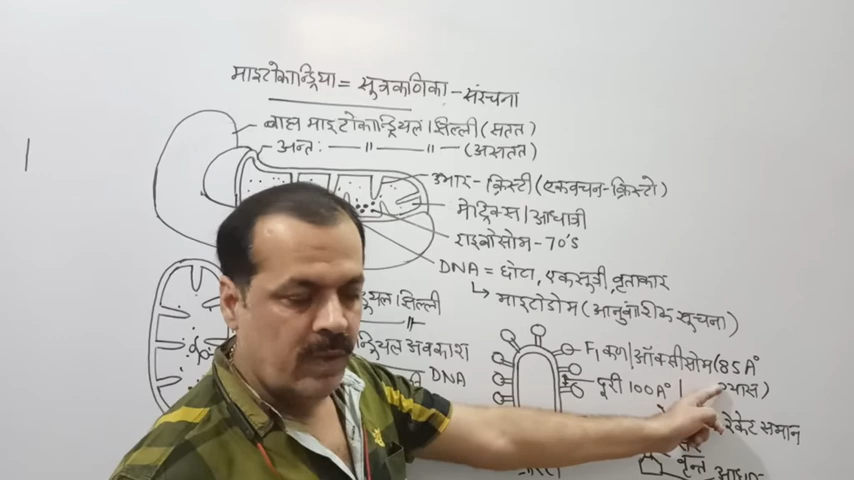 माइटोकॉन्ड्रिया = सूत्रकणिका - संरचना
बाह्य माइटोकॉन्ड्रियल झिल्ली (सतत)
अन्त: — " — " — (असतत)
उभार - क्रिस्टी (एकवचन - क्रिस्टो)
मैट्रिक्स / आधात्री
राइबोसोम - 70's
DNA = छोटा, एकसूत्री, वृत्ताकार
↳ माइटोडोम (आनुवांशिक सूचना)
झिल्ली
"
अवकाश
DNA
F₁ कण / ऑक्सीसोम (85 A°
दूरी 100 A° व्यास)
रैकेट समान
सिर
वृन्त